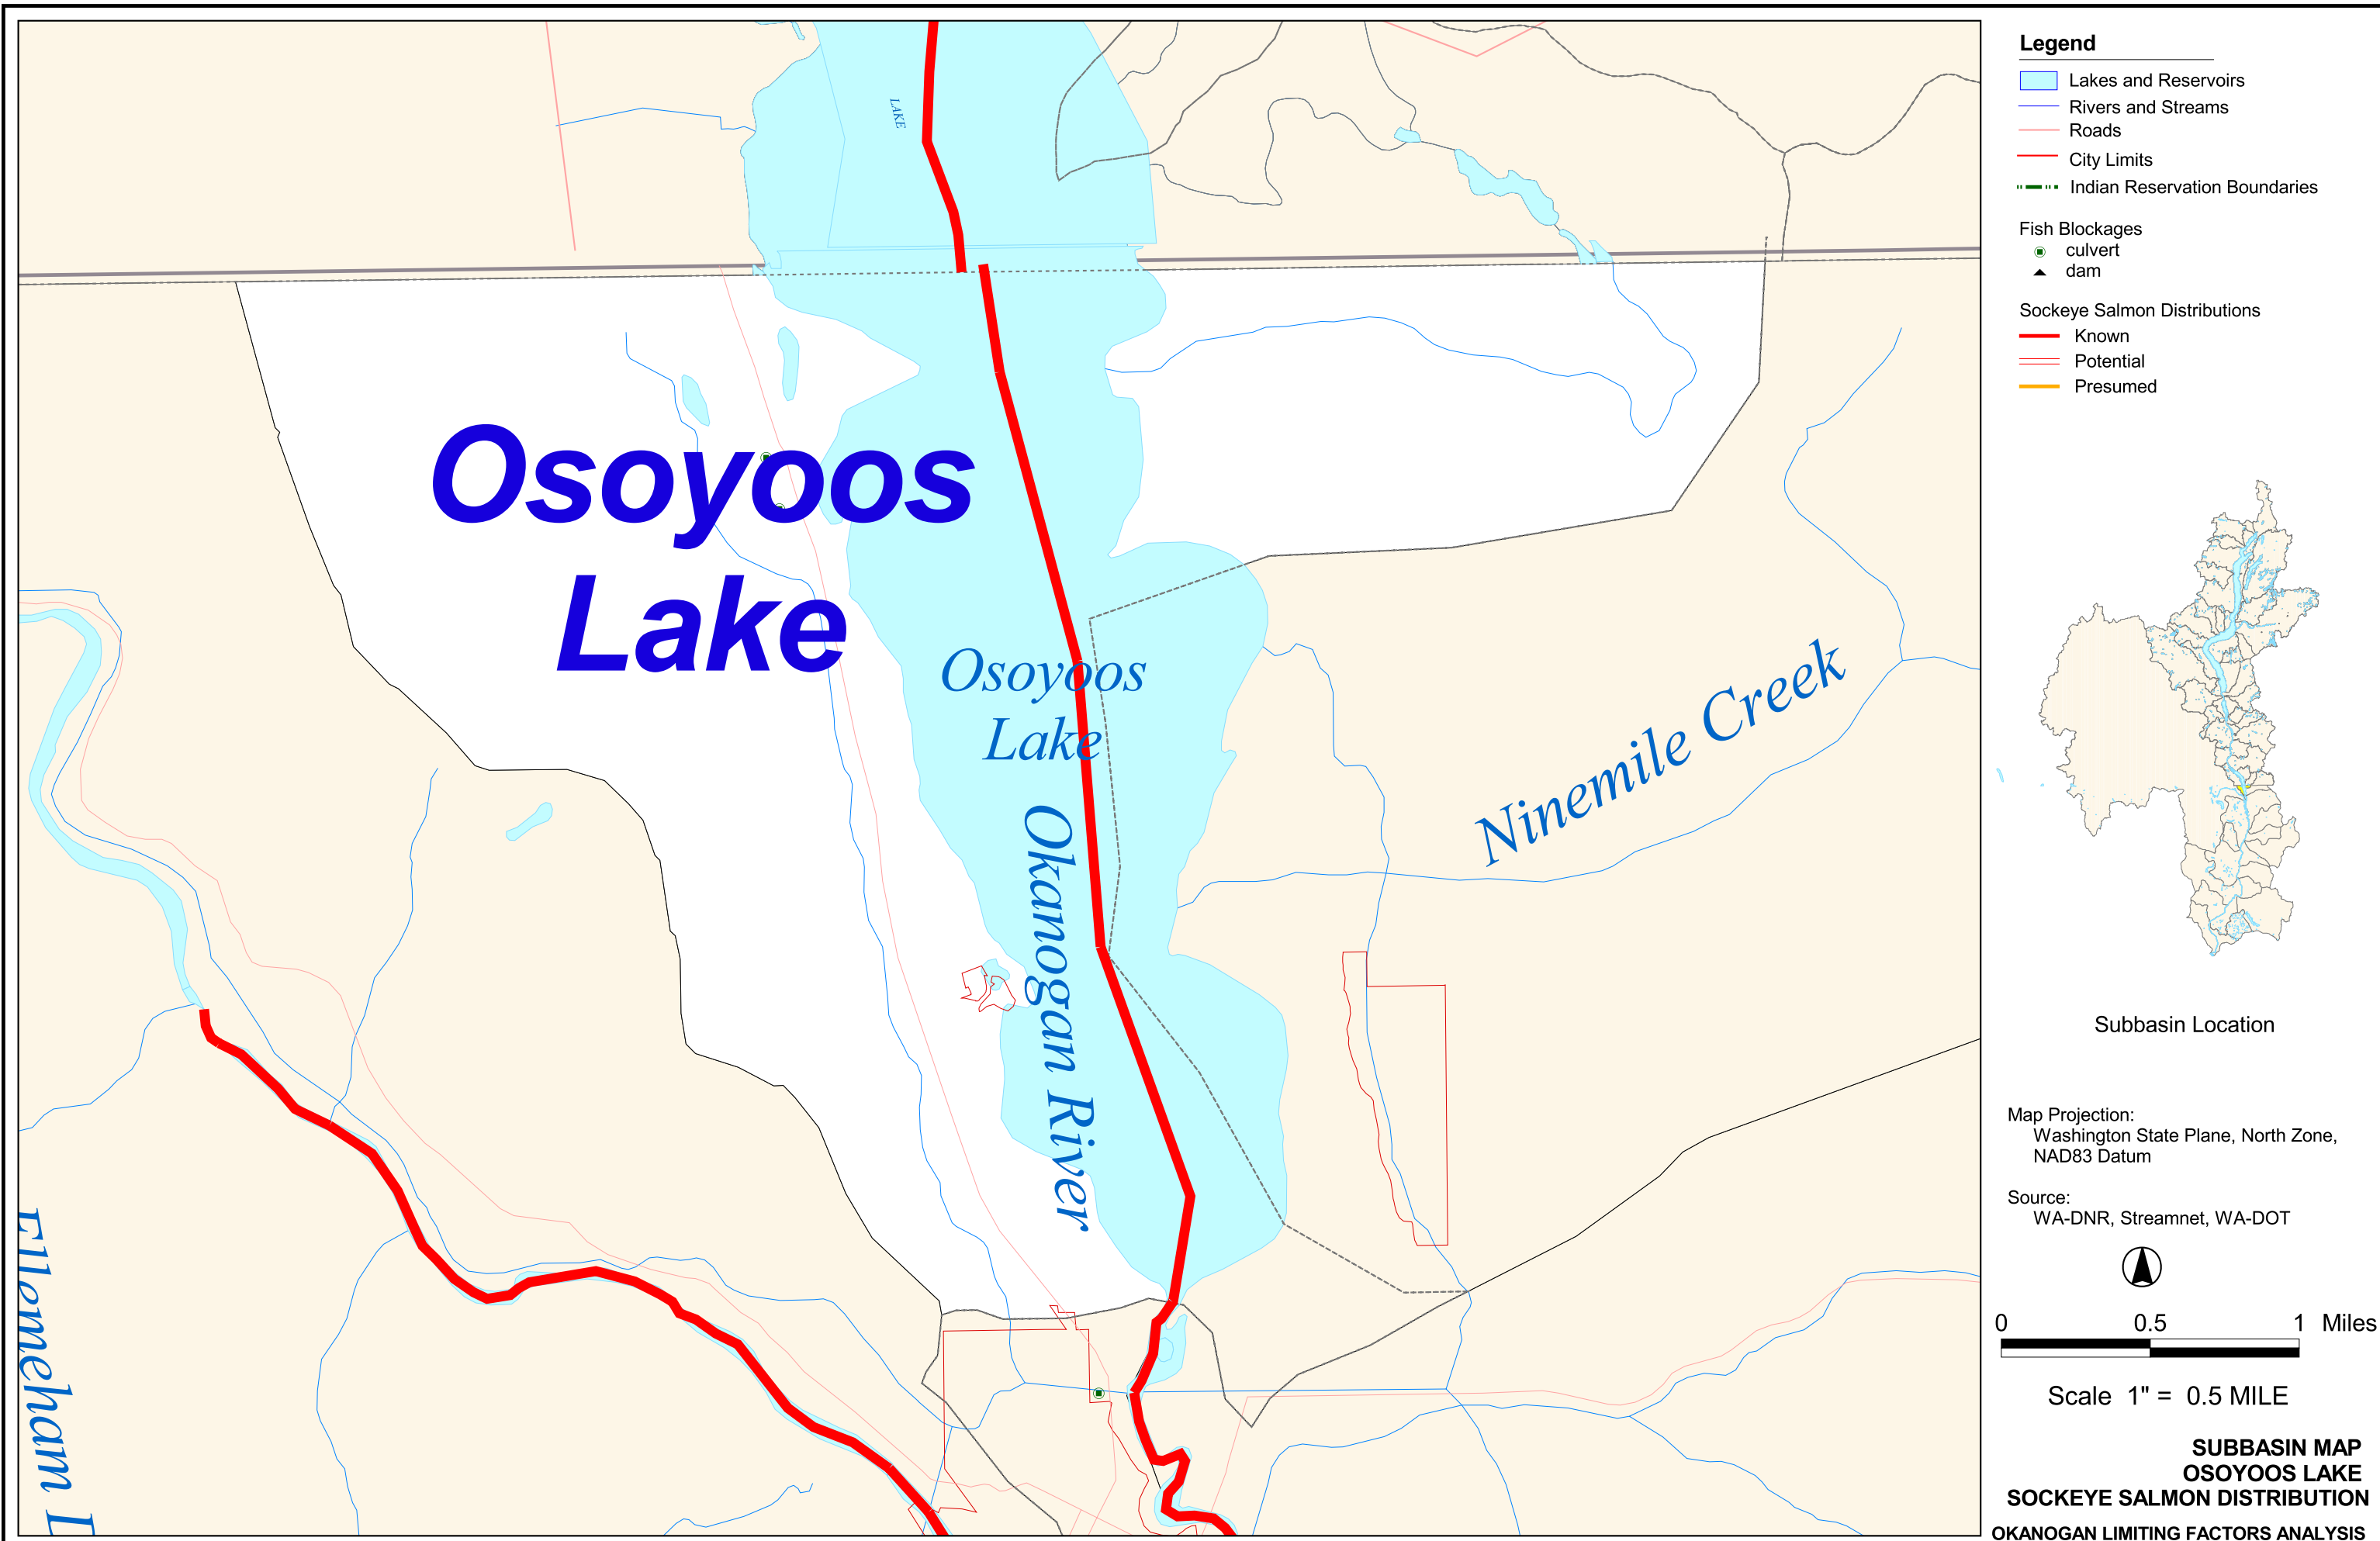 LAKE
Osoyoos
Lake
Osoyoos
Lake
Okanogan River
Ninemile Creek
Ellemeham
Legend
Lakes and Reservoirs
Rivers and Streams
Roads
City Limits
Indian Reservation Boundaries
Fish Blockages
culvert
dam
Sockeye Salmon Distributions
Known
Potential
Presumed
Subbasin Location
Map Projection:
Washington State Plane, North Zone,
NAD83 Datum
Source:
WA-DNR, Streamnet, WA-DOT
0 0.5 1 Miles
Scale 1" = 0.5 MILE
SUBBASIN MAP
OSOYOOS LAKE
SOCKEYE SALMON DISTRIBUTION
OKANOGAN LIMITING FACTORS ANALYSIS